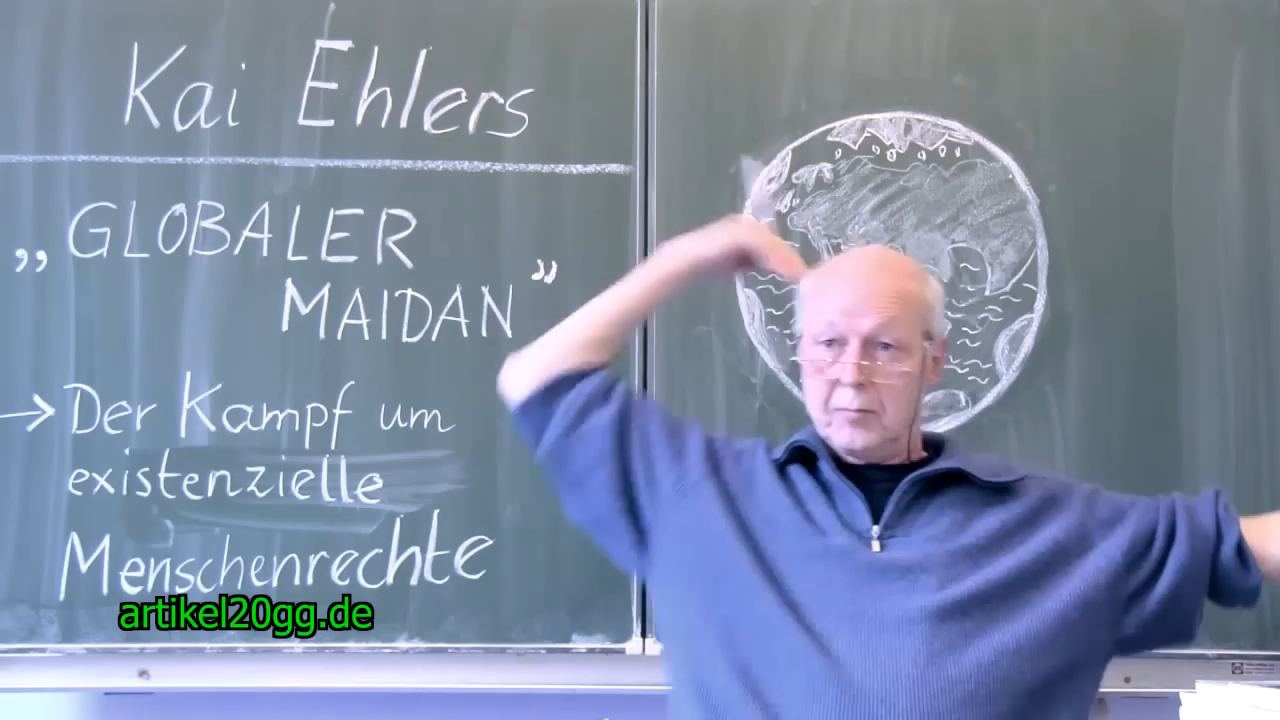 Kai Ehlers
„GLOBALER
MAIDAN”
→ Der Kampf um
existenzielle
Menschenrechte
artikel20gg.de